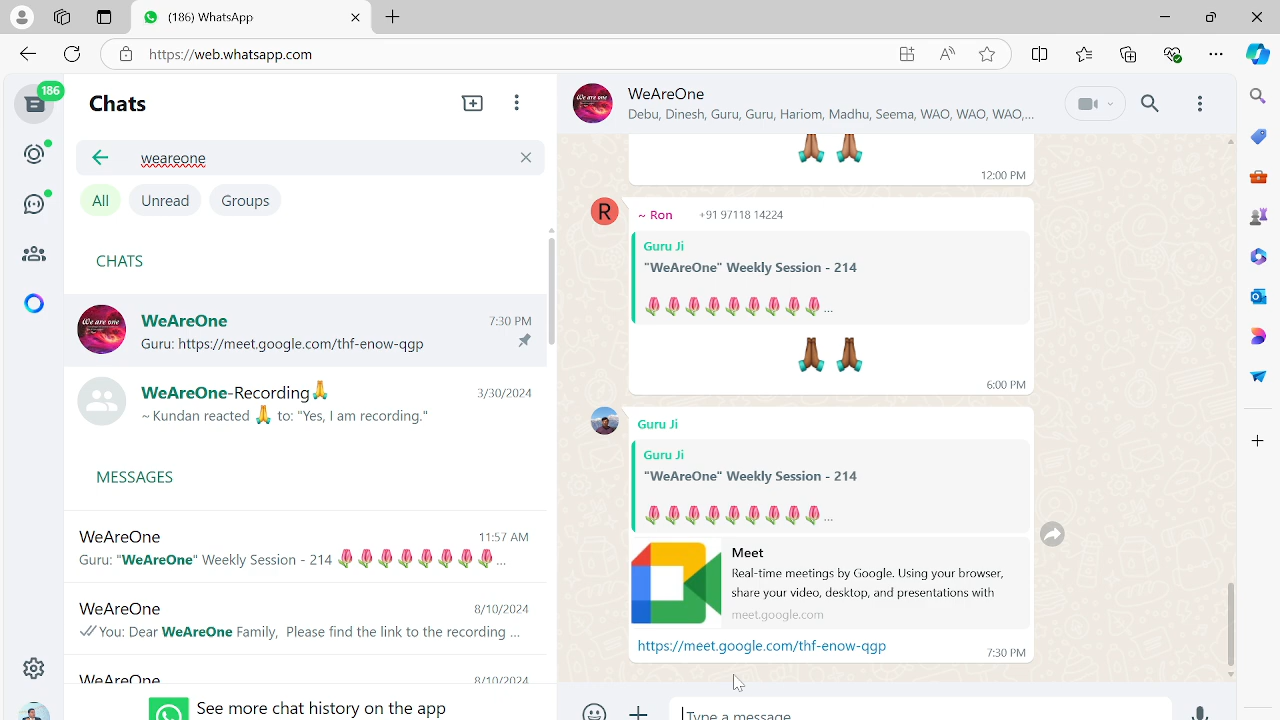 (186) WhatsApp
https://web.whatsapp.com
186
Chats
weareone
All
Unread
Groups
CHATS
WeAreOne
7:30 PM
Guru: https://meet.google.com/thf-enow-qgp
WeAreOne-Recording🙏
3/30/2024
~ Kundan reacted 🙏 to: "Yes, I am recording."
MESSAGES
WeAreOne
11:57 AM
Guru: "WeAreOne" Weekly Session - 214 🌷🌷🌷🌷🌷🌷🌷🌷...
WeAreOne
8/10/2024
You: Dear WeAreOne Family, Please find the link to the recording ...
WeAreOne
8/10/2024
See more chat history on the app
We are one
WeAreOne
Debu, Dinesh, Guru, Guru, Hariom, Madhu, Seema, WAO, WAO, WAO,...
🙏🏾 🙏🏾
12:00 PM
R
~ Ron +91 97118 14224
Guru Ji
"WeAreOne" Weekly Session - 214
🌷🌷🌷🌷🌷🌷🌷🌷🌷...
🙏🏾 🙏🏾
6:00 PM
Guru Ji
Guru Ji
"WeAreOne" Weekly Session - 214
🌷🌷🌷🌷🌷🌷🌷🌷🌷...
Meet
Real-time meetings by Google. Using your browser,
share your video, desktop, and presentations with
meet.google.com
https://meet.google.com/thf-enow-qgp
7:30 PM
Type a message